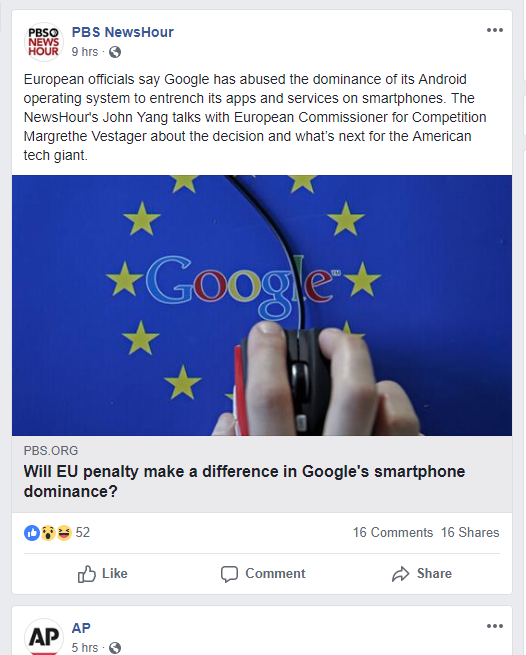 PBS
NEWS
HOUR
PBS NewsHour
9 hrs ·
European officials say Google has abused the dominance of its Android
operating system to entrench its apps and services on smartphones. The
NewsHour's John Yang talks with European Commissioner for Competition
Margrethe Vestager about the decision and what's next for the American
tech giant.
Google™
PBS.ORG
Will EU penalty make a difference in Google's smartphone
dominance?
52
16 Comments 16 Shares
Like Comment Share
AP
AP
5 hrs ·